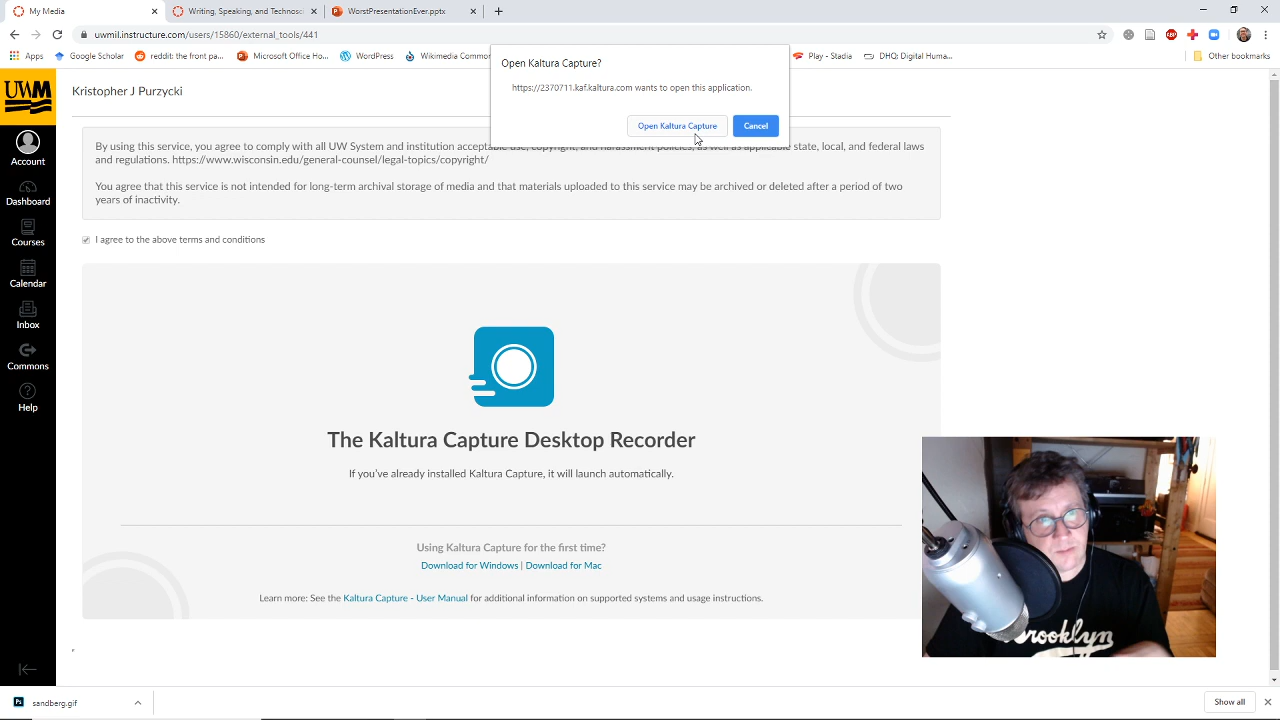 My Media
Writing, Speaking, and Technosc
WorstPresentationEver.pptx
uwmil.instructure.com/users/15860/external_tools/441
Apps
Google Scholar
reddit: the front pa...
Microsoft Office Ho...
WordPress
Wikimedia Commo
Play - Stadia
DHQ: Digital Huma...
Other bookmarks
Open Kaltura Capture?
https://2370711.kaf.kaltura.com wants to open this application.
Open Kaltura Capture
Cancel
UWM
Kristopher J Purzycki
By using this service, you agree to comply with all UW System and institution acceptable use, copyright, and harassment policies, as well as applicable state, local, and federal laws
and regulations. https://www.wisconsin.edu/general-counsel/legal-topics/copyright/
You agree that this service is not intended for long-term archival storage of media and that materials uploaded to this service may be archived or deleted after a period of two
years of inactivity.
I agree to the above terms and conditions
Account
Dashboard
Courses
Calendar
Inbox
Commons
Help
The Kaltura Capture Desktop Recorder
If you've already installed Kaltura Capture, it will launch automatically.
Using Kaltura Capture for the first time?
Download for Windows | Download for Mac
Learn more: See the Kaltura Capture - User Manual for additional information on supported systems and usage instructions.
rooklyn
Ps
sandberg.gif
Show all